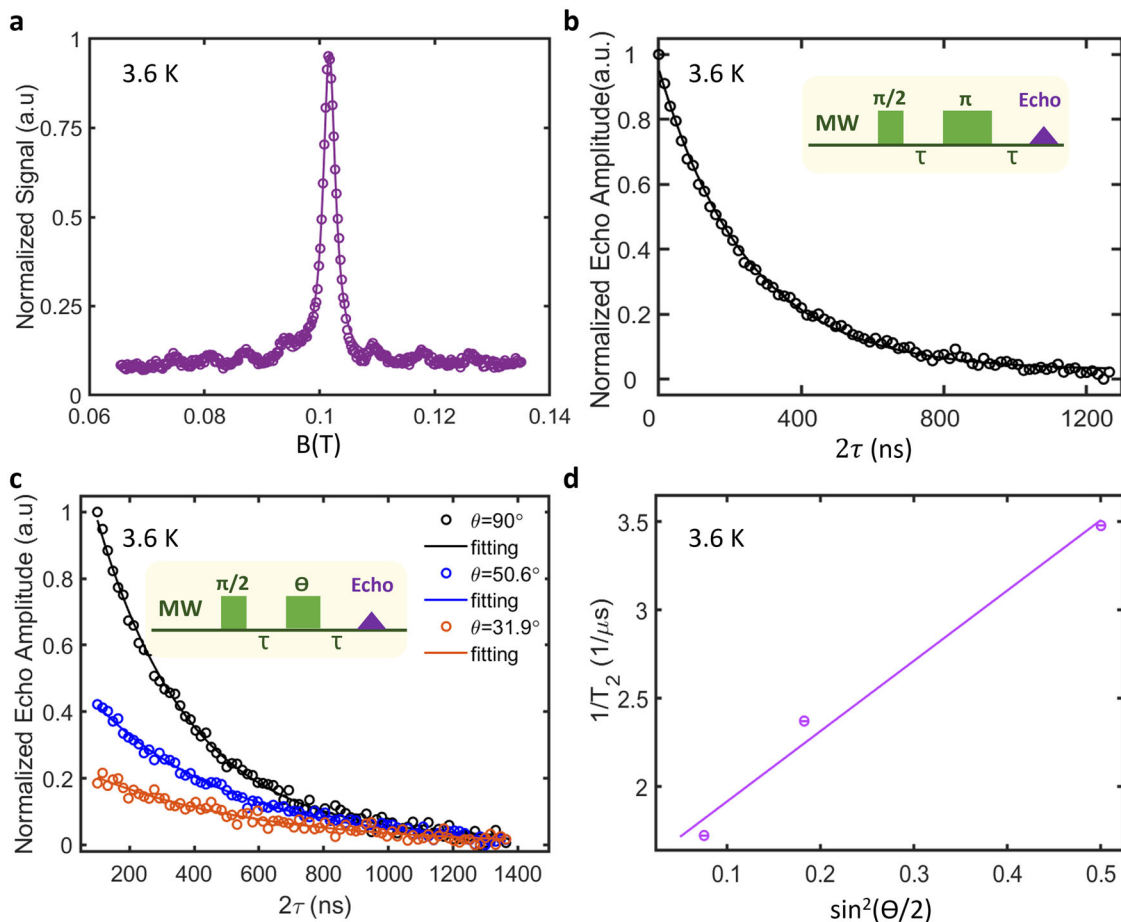 a
3.6 K
Normalized Signal (a.u)
1
0.75
0.5
0.25
0
0.06
0.08
0.1
0.12
0.14
B(T)
b
3.6 K
Normalized Echo Amplitude(a.u.)
1
0.8
0.6
0.4
0.2
0
0
400
800
1200
2τ (ns)
π/2
π
Echo
MW
τ
τ
c
3.6 K
Normalized Echo Amplitude (a.u)
1
0.8
0.6
0.4
0.2
0
200
400
600
800
1000
1200
1400
2τ (ns)
θ=90°
fitting
θ=50.6°
fitting
θ=31.9°
fitting
π/2
Θ
Echo
MW
τ
τ
d
3.6 K
1/T₂ (1/μs)
3.5
3
2.5
2
0.1
0.2
0.3
0.4
0.5
sin²(Θ/2)